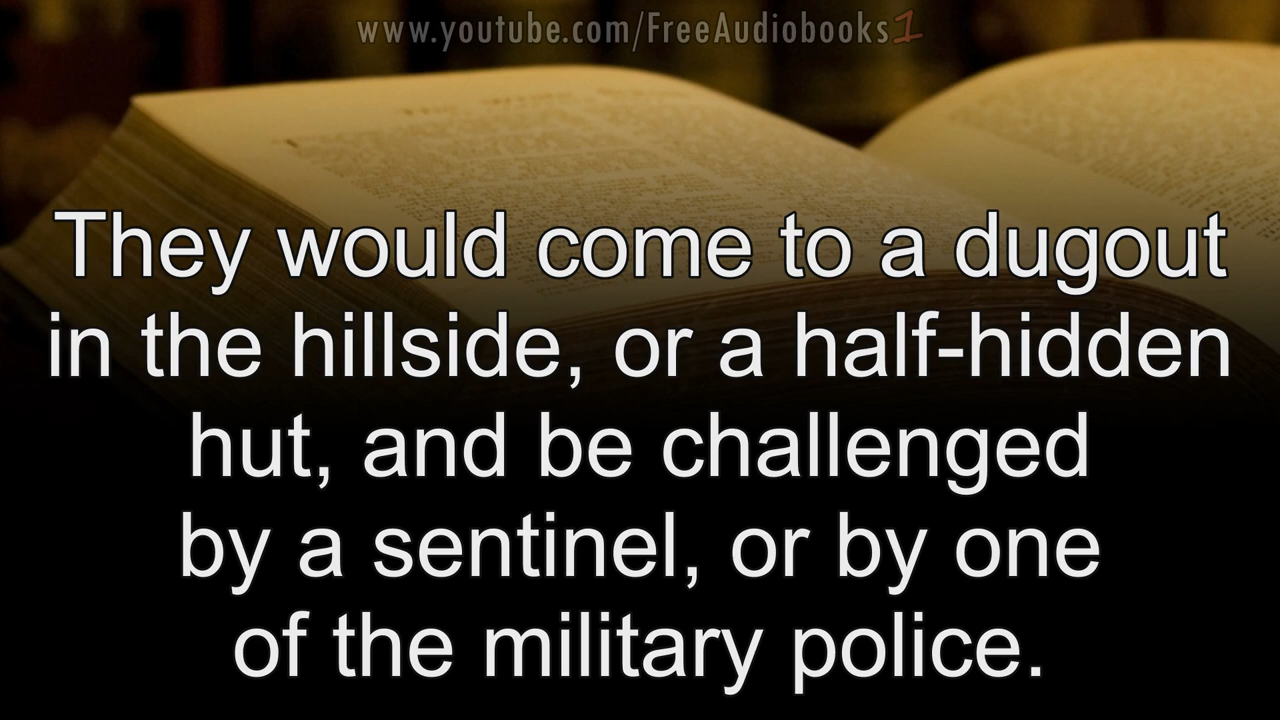 www.youtube.com/FreeAudiobooks1
They would come to a dugout
in the hillside, or a half-hidden
hut, and be challenged
by a sentinel, or by one
of the military police.